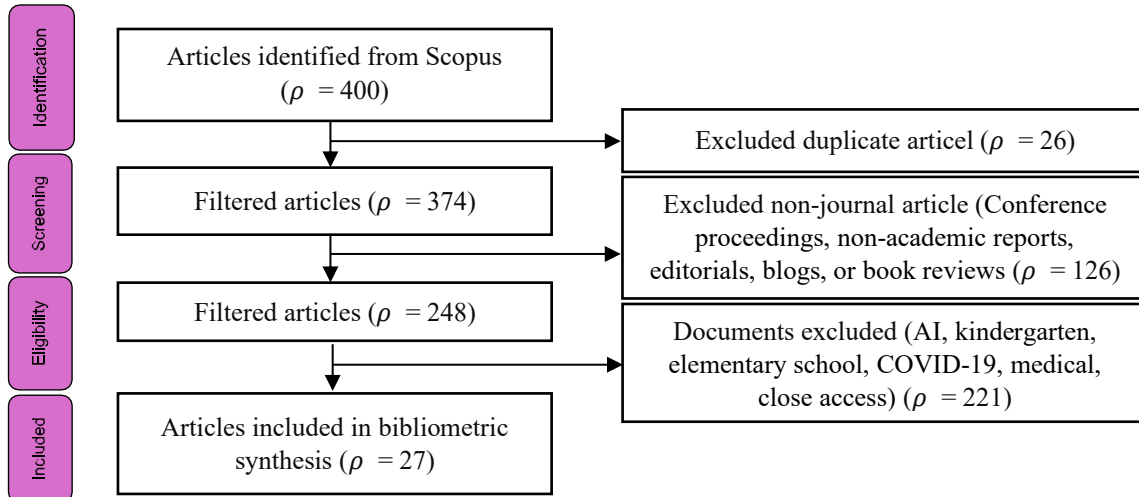 Identification
Articles identified from Scopus
(ρ = 400)
Excluded duplicate articel (ρ = 26)
Screening
Filtered articles (ρ = 374)
Excluded non-journal article (Conference
proceedings, non-academic reports,
editorials, blogs, or book reviews (ρ = 126)
Eligibility
Filtered articles (ρ = 248)
Documents excluded (AI, kindergarten,
elementary school, COVID-19, medical,
close access) (ρ = 221)
Included
Articles included in bibliometric
synthesis (ρ = 27)